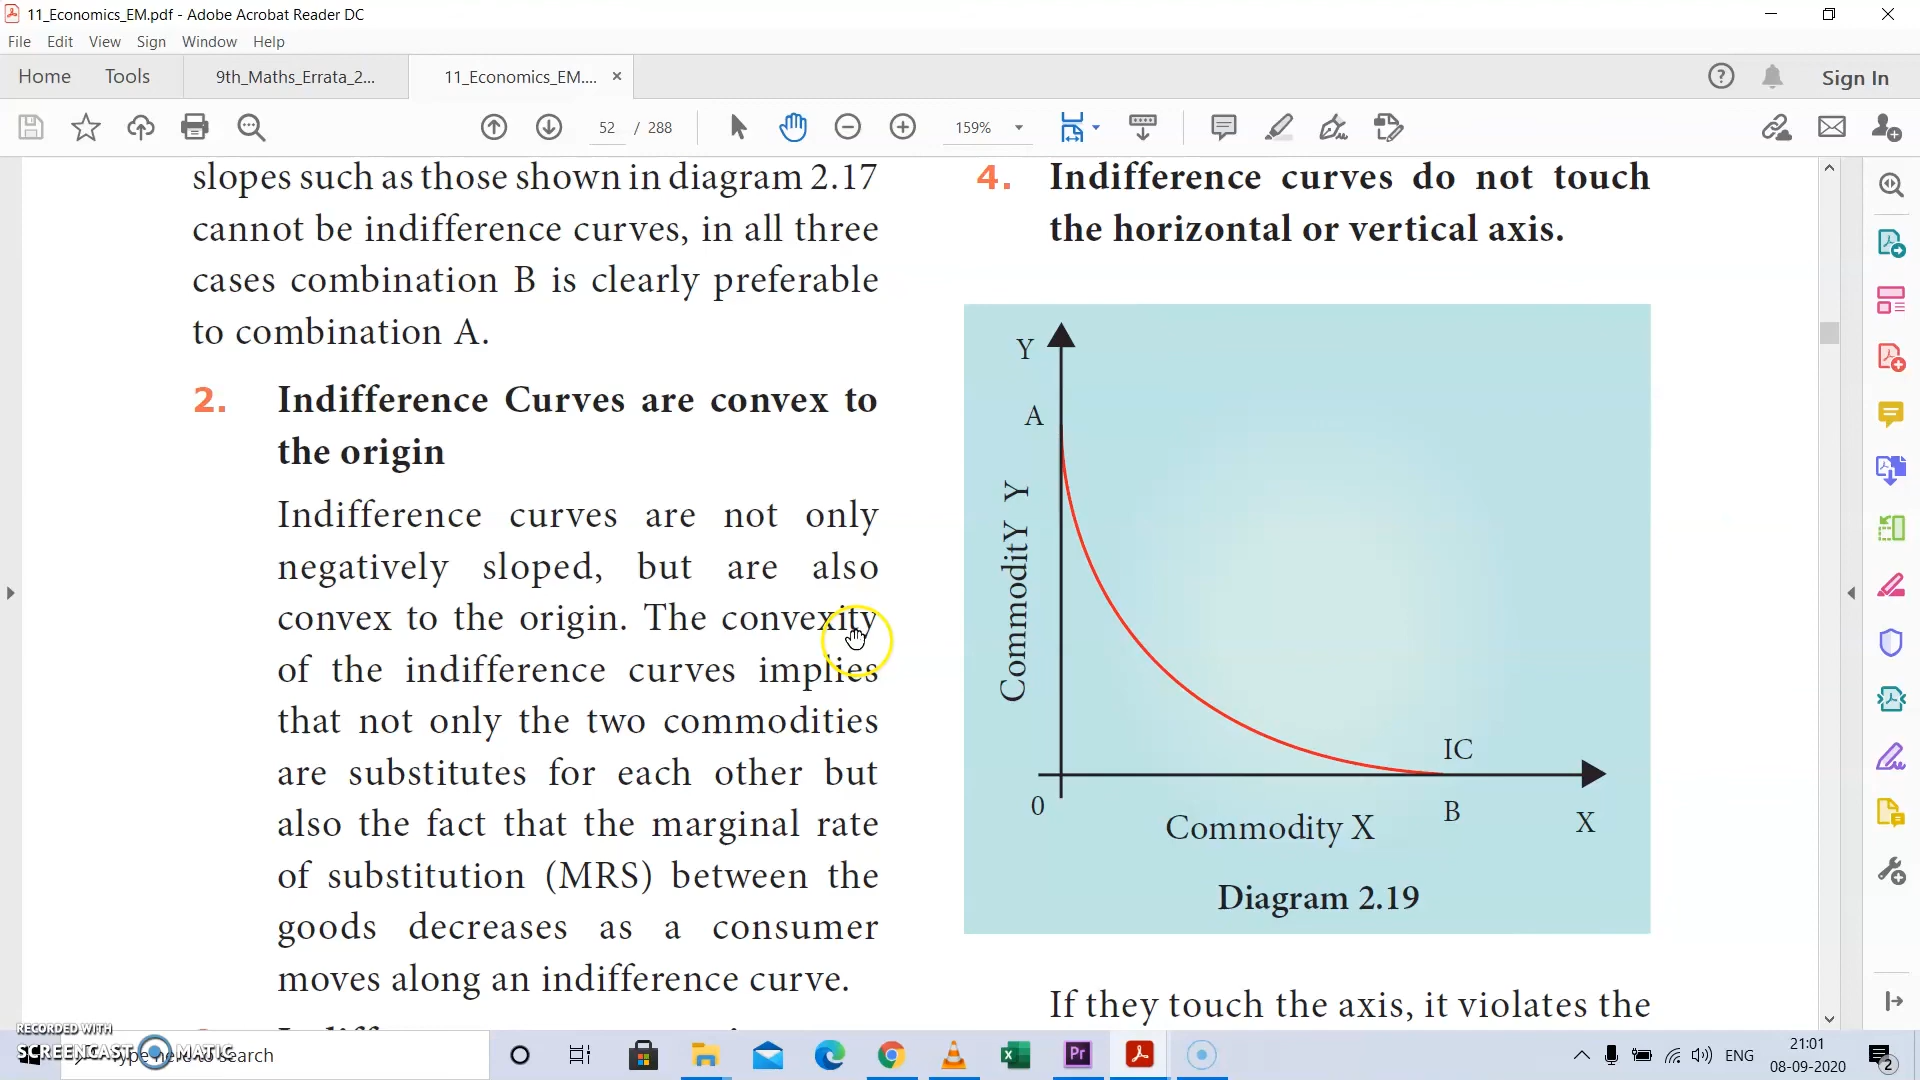 11_Economics_EM.pdf - Adobe Acrobat Reader DC
File Edit View Sign Window Help
Home Tools 9th_Maths_Errata_2... 11_Economics_EM.... × Sign In
52 / 288 159%
slopes such as those shown in diagram 2.17
cannot be indifference curves, in all three
cases combination B is clearly preferable
to combination A.
2. Indifference Curves are convex to
the origin
Indifference curves are not only
negatively sloped, but are also
convex to the origin. The convexity
of the indifference curves implies
that not only the two commodities
are substitutes for each other but
also the fact that the marginal rate
of substitution (MRS) between the
goods decreases as a consumer
moves along an indifference curve.
4. Indifference curves do not touch
the horizontal or vertical axis.
Y
A
CommoditY Y
IC
0
B
X
Commodity X
Diagram 2.19
If they touch the axis, it violates the
RECORDED WITH
SCREENCAST MATIC
Type here to search
Pr
ENG
21:01
08-09-2020
2